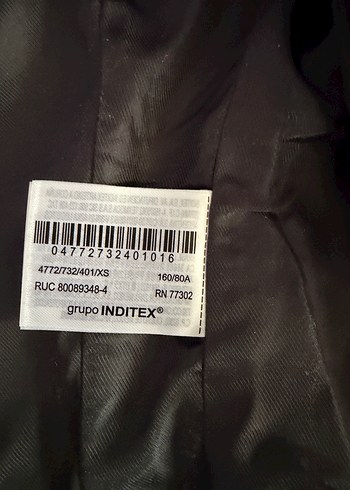 04772732401016
4772/732/401/XS 160/80A
RUC 80089348-4 RN 77302
grupo INDITEX®